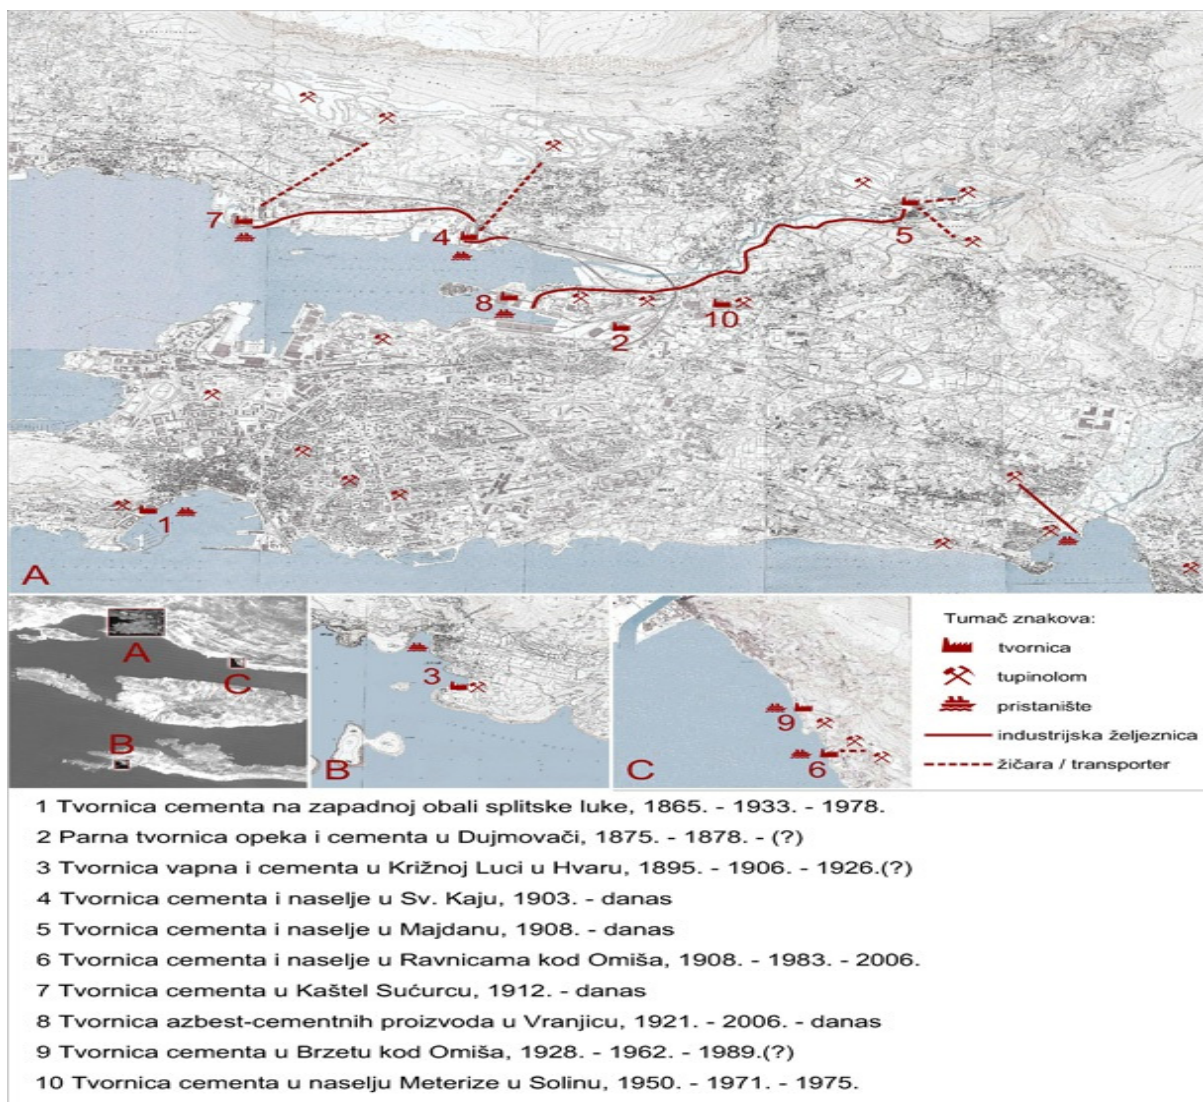 7
4
5
8
10
2
1
A
A
C
B
3
B
9
6
C
Tumač znakova:
tvornica
tupinolom
pristanište
industrijska željeznica
žičara / transporter
1 Tvornica cementa na zapadnoj obali splitske luke, 1865. - 1933. - 1978.
2 Parna tvornica opeka i cementa u Dujmovači, 1875. - 1878. - (?)
3 Tvornica vapna i cementa u Križnoj Luci u Hvaru, 1895. - 1906. - 1926.(?)
4 Tvornica cementa i naselje u Sv. Kaju, 1903. - danas
5 Tvornica cementa i naselje u Majdanu, 1908. - danas
6 Tvornica cementa i naselje u Ravnicama kod Omiša, 1908. - 1983. - 2006.
7 Tvornica cementa u Kaštel Sućurcu, 1912. - danas
8 Tvornica azbest-cementnih proizvoda u Vranjicu, 1921. - 2006. - danas
9 Tvornica cementa u Brzetu kod Omiša, 1928. - 1962. - 1989.(?)
10 Tvornica cementa u naselju Meterize u Solinu, 1950. - 1971. - 1975.